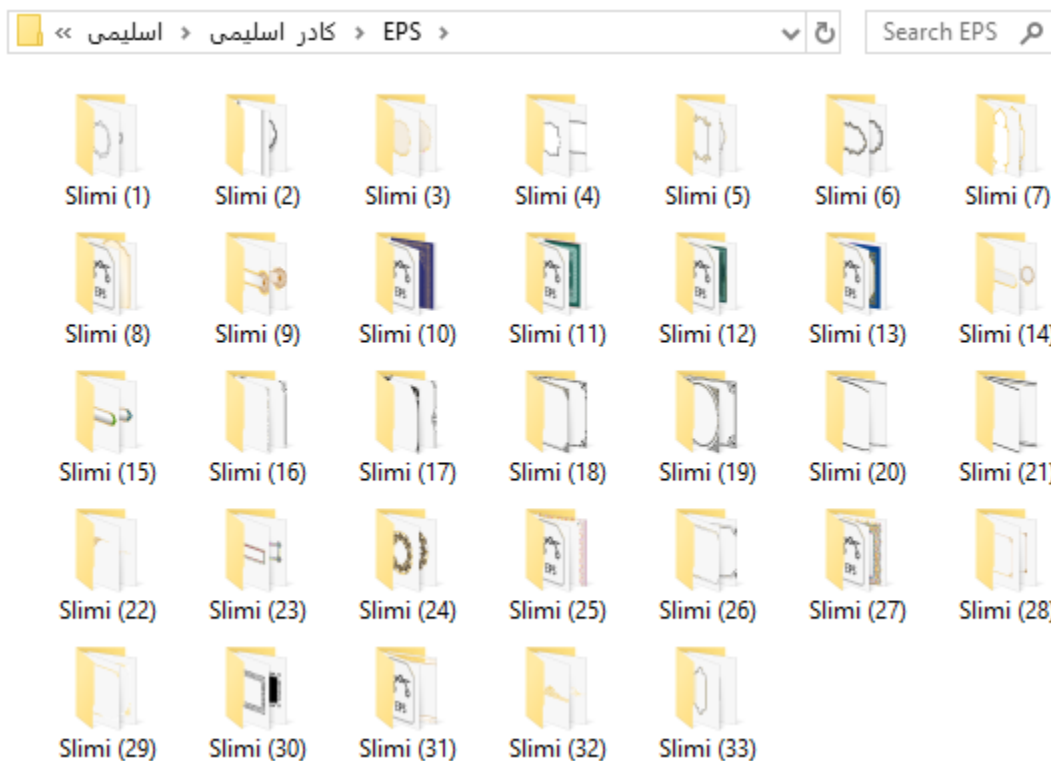 « اسلیمی › کادر اسلیمی › EPS ›
Search EPS
Slimi (1) Slimi (2) Slimi (3) Slimi (4) Slimi (5) Slimi (6) Slimi (7)
EPS
Slimi (8) Slimi (9) Slimi (10) Slimi (11) Slimi (12) Slimi (13) Slimi (14)
Slimi (15) Slimi (16) Slimi (17) Slimi (18) Slimi (19) Slimi (20) Slimi (21)
EPS
Slimi (22) Slimi (23) Slimi (24) Slimi (25) Slimi (26) Slimi (27) Slimi (28)
EPS
Slimi (29) Slimi (30) Slimi (31) Slimi (32) Slimi (33)